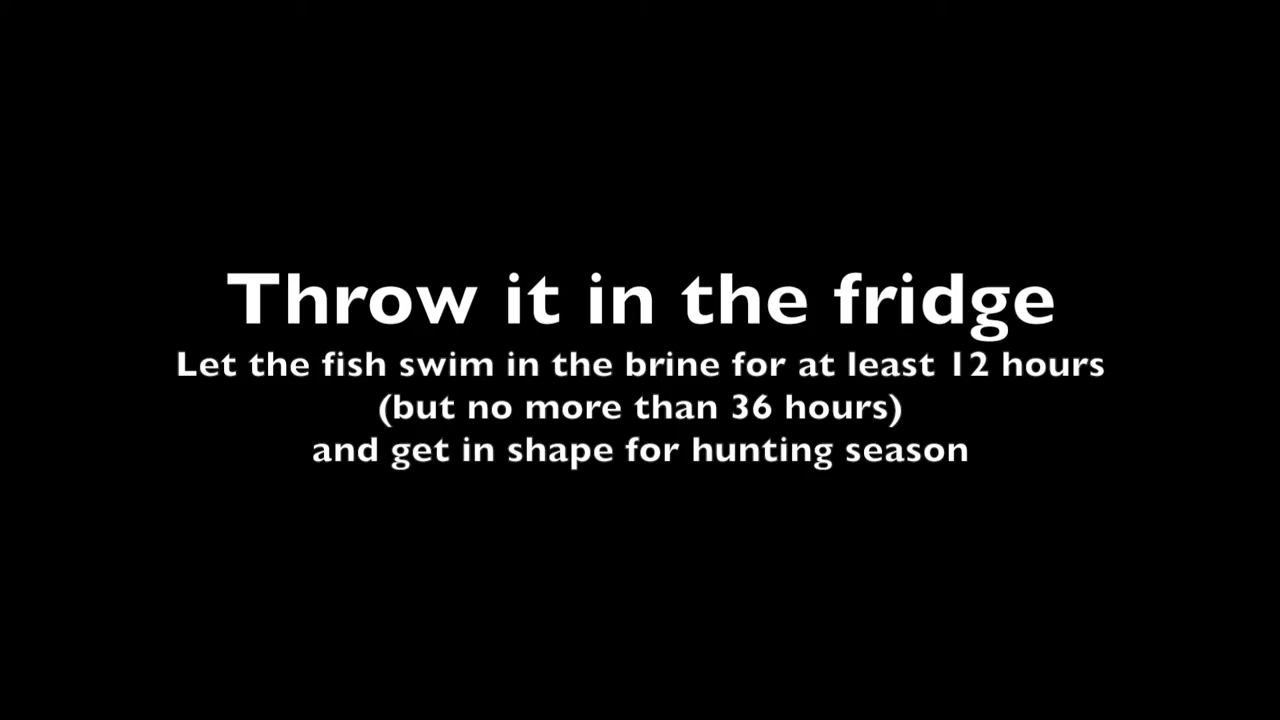 Throw it in the fridge
Let the fish swim in the brine for at least 12 hours
(but no more than 36 hours)
and get in shape for hunting season